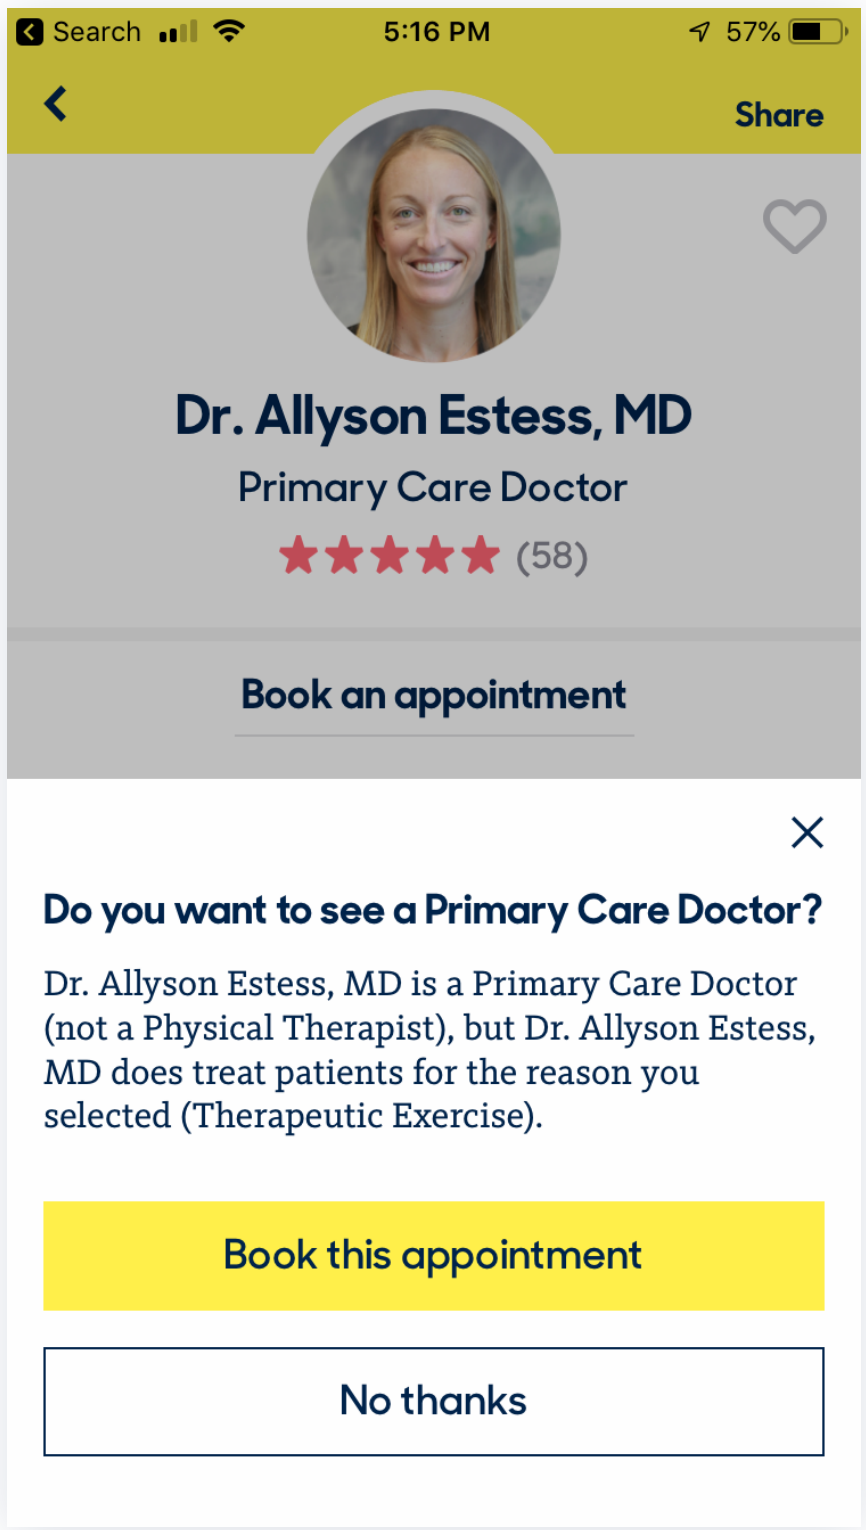 Search 5:16 PM 57%
Share
Dr. Allyson Estess, MD
Primary Care Doctor
(58)
Book an appointment
Do you want to see a Primary Care Doctor?
Dr. Allyson Estess, MD is a Primary Care Doctor
(not a Physical Therapist), but Dr. Allyson Estess,
MD does treat patients for the reason you
selected (Therapeutic Exercise).
Book this appointment
No thanks